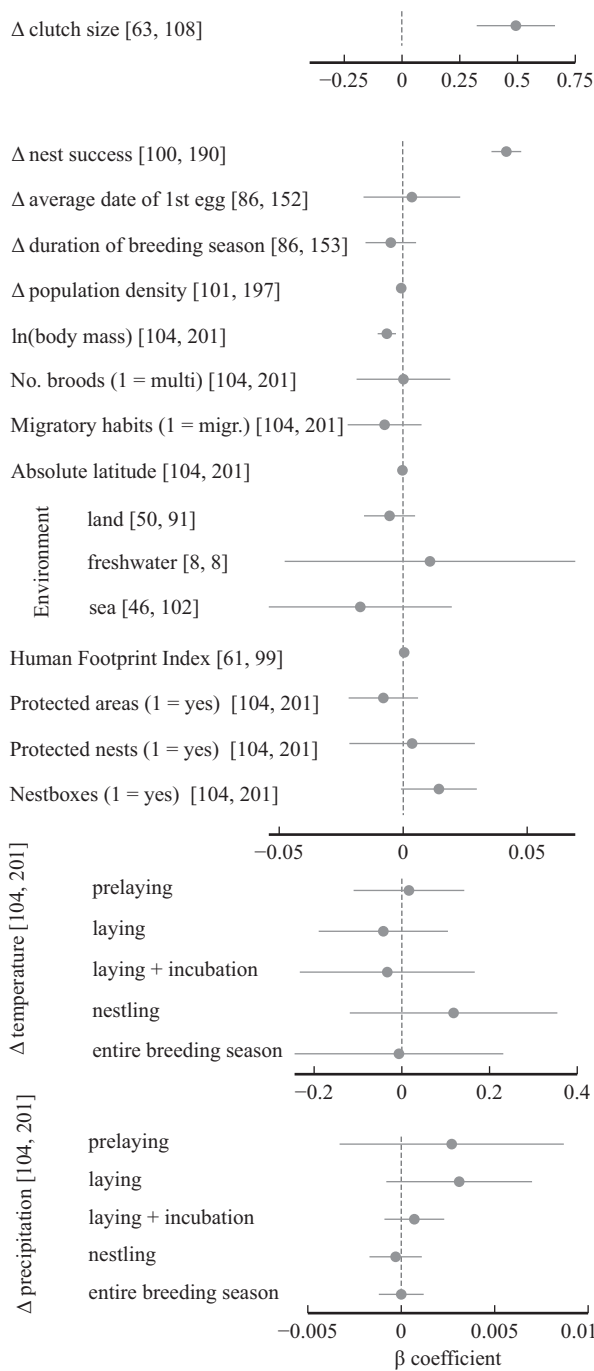 Δ clutch size [63, 108]
−0.25 0 0.25 0.5 0.75
Δ nest success [100, 190]
Δ average date of 1st egg [86, 152]
Δ duration of breeding season [86, 153]
Δ population density [101, 197]
ln(body mass) [104, 201]
No. broods (1 = multi) [104, 201]
Migratory habits (1 = migr.) [104, 201]
Absolute latitude [104, 201]
Environment
land [50, 91]
freshwater [8, 8]
sea [46, 102]
Human Footprint Index [61, 99]
Protected areas (1 = yes) [104, 201]
Protected nests (1 = yes) [104, 201]
Nestboxes (1 = yes) [104, 201]
−0.05 0 0.05
Δ temperature [104, 201]
prelaying
laying
laying + incubation
nestling
entire breeding season
−0.2 0 0.2 0.4
Δ precipitation [104, 201]
prelaying
laying
laying + incubation
nestling
entire breeding season
−0.005 0 0.005 0.01
β coefficient